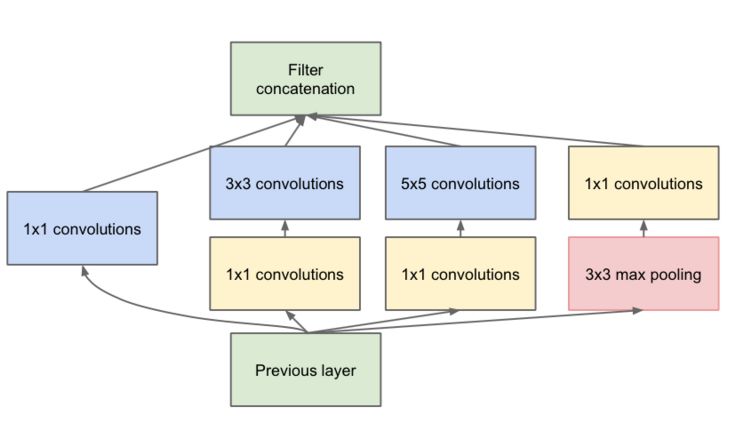 Filter
concatenation
3x3 convolutions
5x5 convolutions
1x1 convolutions
1x1 convolutions
1x1 convolutions
1x1 convolutions
3x3 max pooling
Previous layer